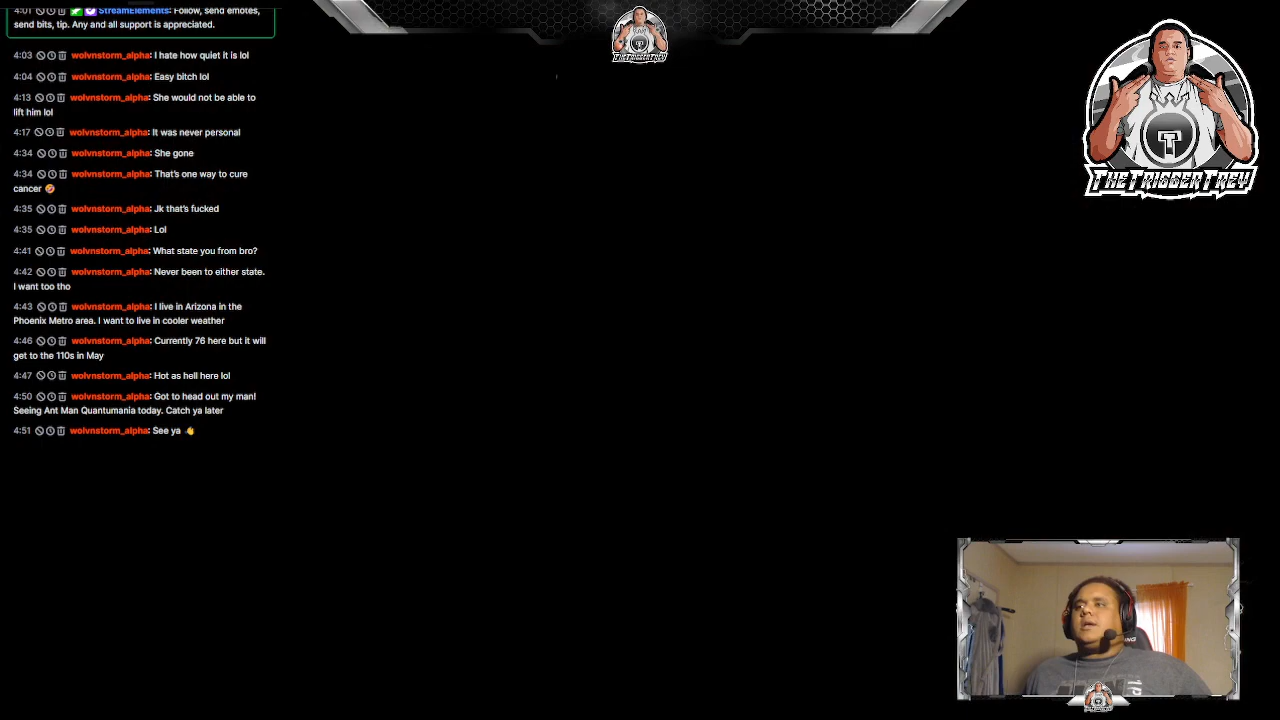 4:01 StreamElements: Follow, send emotes,
send bits, tip. Any and all support is appreciated.
4:03 wolvnstorm_alpha: I hate how quiet it is lol
4:04 wolvnstorm_alpha: Easy bitch lol
4:13 wolvnstorm_alpha: She would not be able to
lift him lol
4:17 wolvnstorm_alpha: It was never personal
4:34 wolvnstorm_alpha: She gone
4:34 wolvnstorm_alpha: That's one way to cure
cancer 🤣
4:35 wolvnstorm_alpha: Jk that's fucked
4:35 wolvnstorm_alpha: Lol
4:41 wolvnstorm_alpha: What state you from bro?
4:42 wolvnstorm_alpha: Never been to either state.
I want too tho
4:43 wolvnstorm_alpha: I live in Arizona in the
Phoenix Metro area. I want to live in cooler weather
4:46 wolvnstorm_alpha: Currently 76 here but it will
get to the 110s in May
4:47 wolvnstorm_alpha: Hot as hell here lol
4:50 wolvnstorm_alpha: Got to head out my man!
Seeing Ant Man Quantumania today. Catch ya later
4:51 wolvnstorm_alpha: See ya 👋
THETRIGGERTREY
T
THETRIGGERTREY